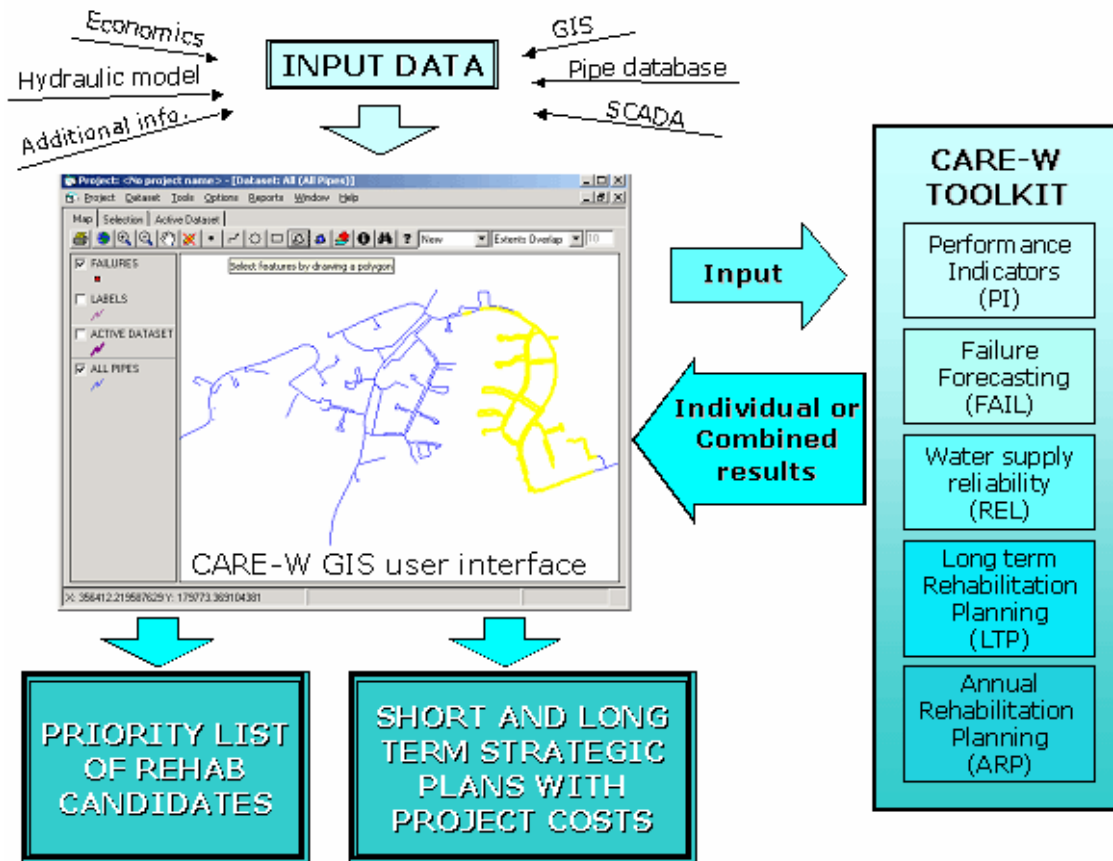 Economics
Hydraulic model
Additional info.
INPUT DATA
GIS
Pipe database
SCADA
Project: <No project name> - [Dataset: All (All Pipes)]
Project Dataset Tools Options Reports Window Help
Map Selection Active Dataset
New Extents Overlap 10
Select features by drawing a polygon
FAILURES
LABELS
ACTIVE DATASET
ALL PIPES
CARE-W GIS user interface
X: 356412.219587629 Y: 179773.369104381
Input
Individual or
Combined
results
CARE-W
TOOLKIT
Performance
Indicators
(PI)
Failure
Forecasting
(FAIL)
Water supply
reliability
(REL)
Long term
Rehabilitation
Planning
(LTP)
Annual
Rehabilitation
Planning
(ARP)
PRIORITY LIST
OF REHAB
CANDIDATES
SHORT AND LONG
TERM STRATEGIC
PLANS WITH
PROJECT COSTS